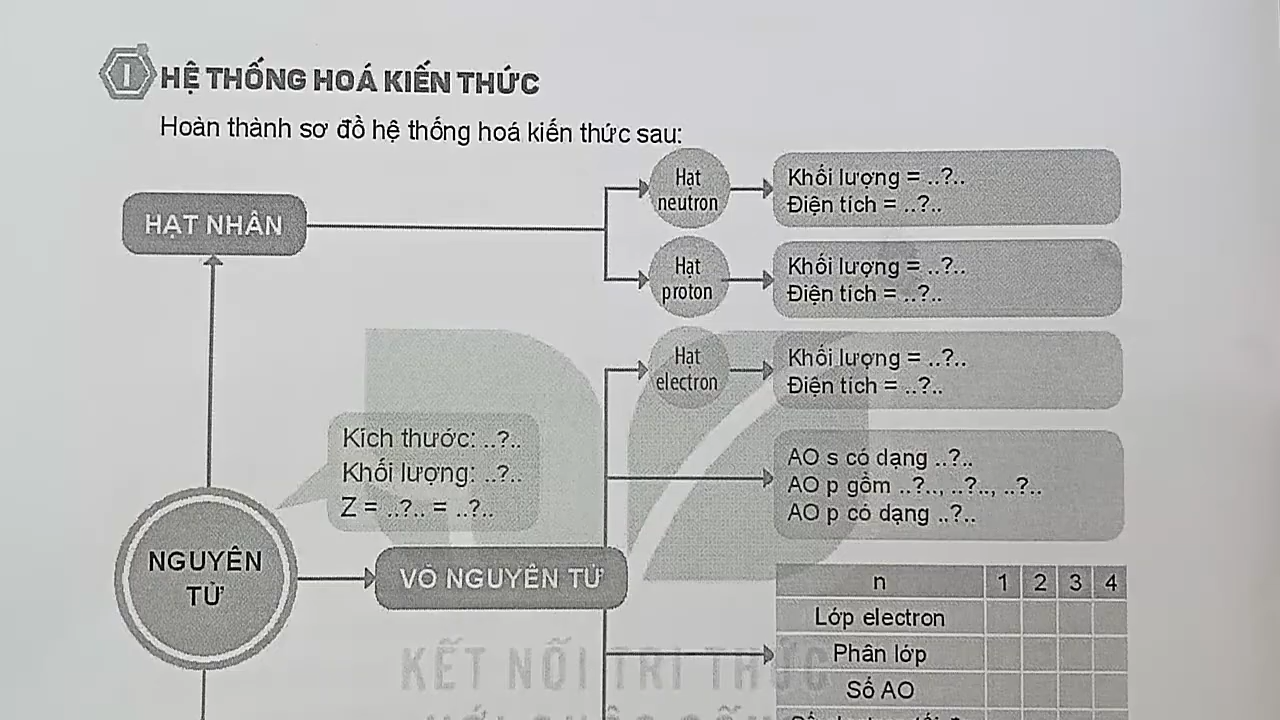 I HỆ THỐNG HOÁ KIẾN THỨC
Hoàn thành sơ đồ hệ thống hoá kiến thức sau:
HẠT NHÂN
Hạt
neutron
Khối lượng = ..?..
Điện tích = ..?..
Hạt
proton
Khối lượng = ..?..
Điện tích = ..?..
Hạt
electron
Khối lượng = ..?..
Điện tích = ..?..
Kích thước: ..?..
Khối lượng: ..?..
Z = ..?.. = ..?..
AO s có dạng ..?..
AO p gồm ..?.., ..?.., ..?..
AO p có dạng ..?..
NGUYÊN
TỬ
VỎ NGUYÊN TỬ
n 1 2 3 4
Lớp electron
Phân lớp
Số AO
KẾT NỐI TRI THỨC